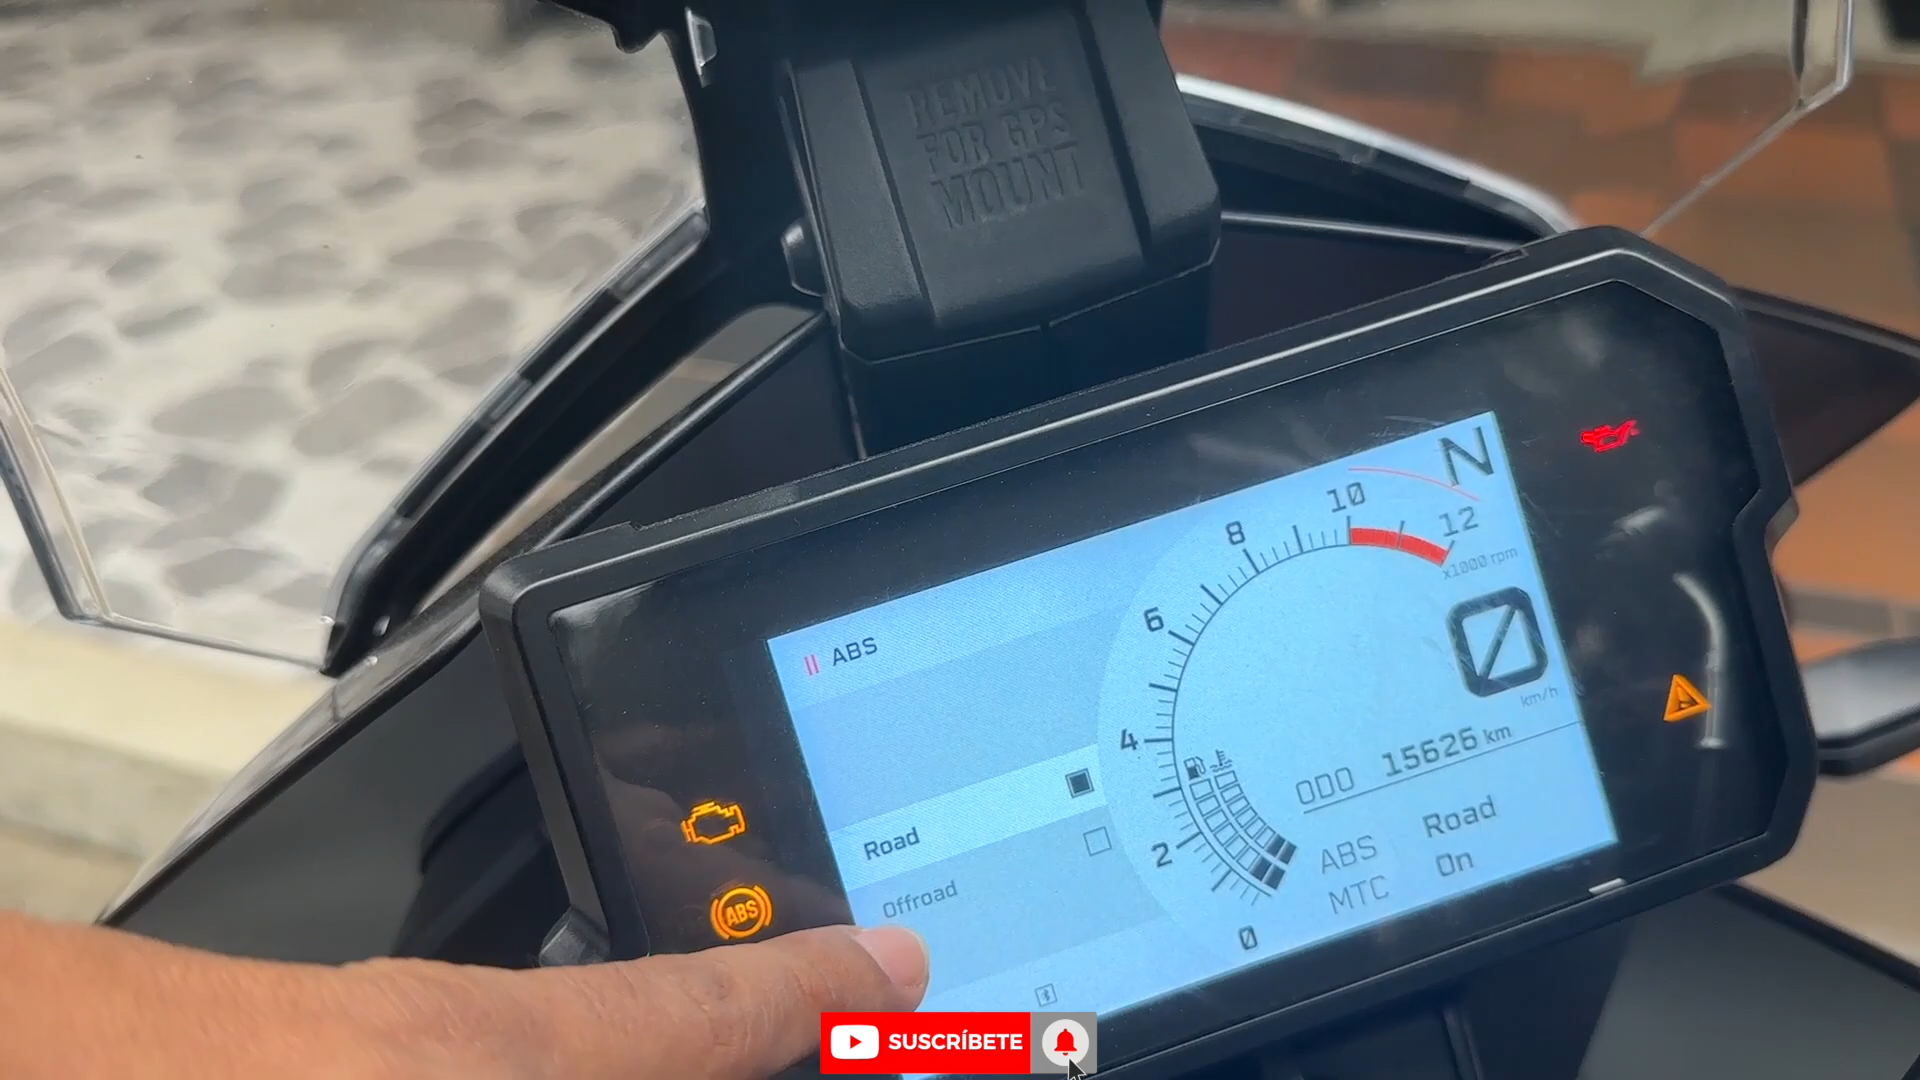 REMOVE
FOR GPS
MOUNT
N
10
12
8
x1000 rpm
6
ABS
0
km/h
4
ODO 15626 km
Road
2
ABS Road
Offroad
MTC On
0
ABS
SUSCRÍBETE